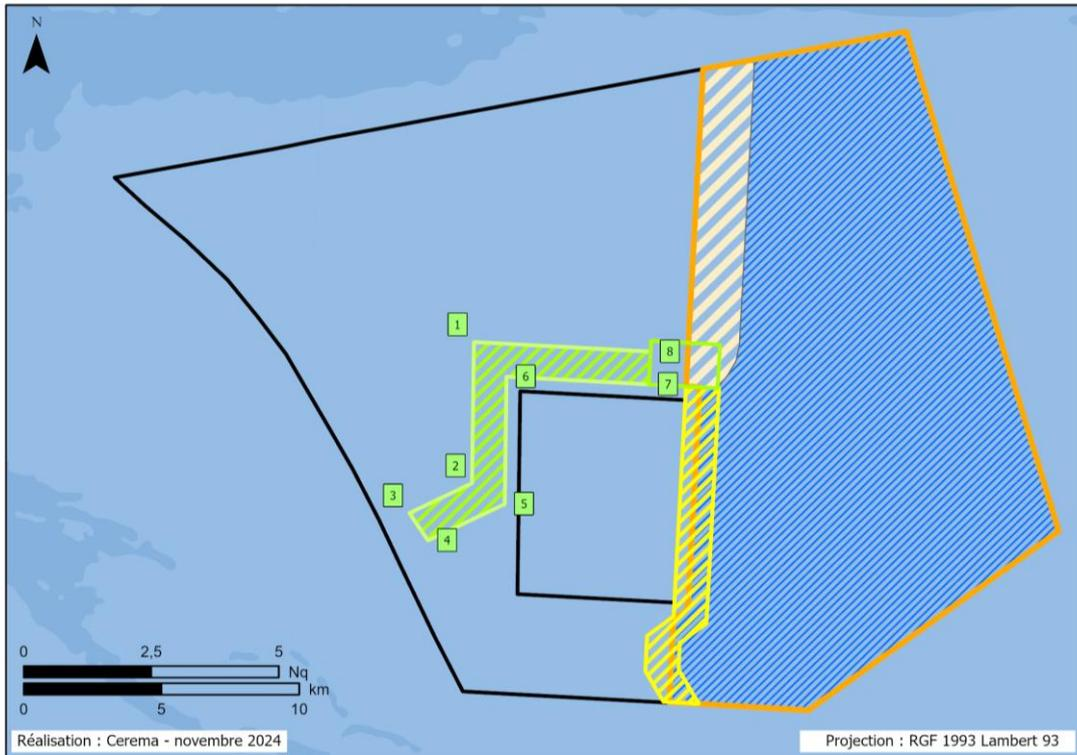 N
1
8
6
7
2
3
5
4
0 2,5 5
Nq
km
0 5 10
Réalisation : Cerema - novembre 2024
Projection : RGF 1993 Lambert 93